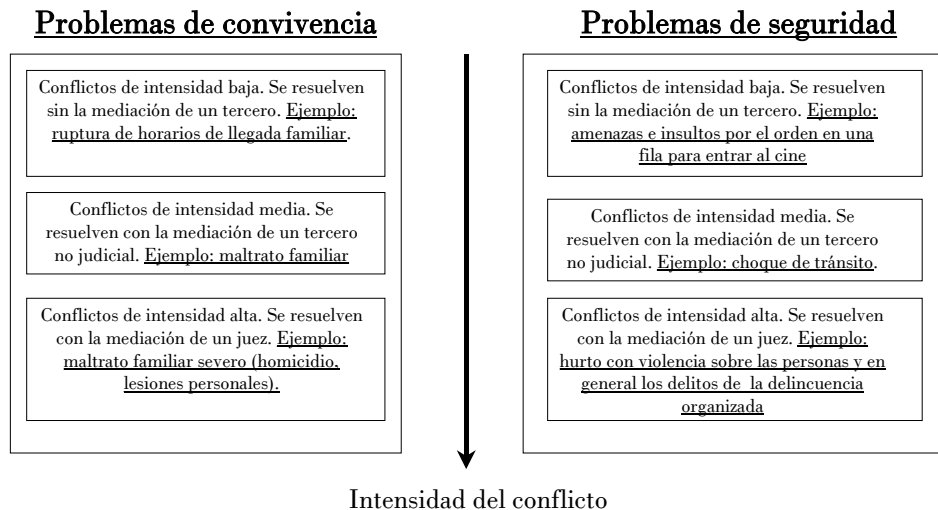 Problemas de convivencia
Conflictos de intensidad baja. Se resuelven
sin la mediación de un tercero. Ejemplo:
ruptura de horarios de llegada familiar.
Conflictos de intensidad media. Se
resuelven con la mediación de un tercero
no judicial. Ejemplo: maltrato familiar
Conflictos de intensidad alta. Se resuelven
con la mediación de un juez. Ejemplo:
maltrato familiar severo (homicidio,
lesiones personales).
Problemas de seguridad
Conflictos de intensidad baja. Se resuelven
sin la mediación de un tercero. Ejemplo:
amenazas e insultos por el orden en una
fila para entrar al cine
Conflictos de intensidad media. Se
resuelven con la mediación de un tercero
no judicial. Ejemplo: choque de tránsito.
Conflictos de intensidad alta. Se resuelven
con la mediación de un juez. Ejemplo:
hurto con violencia sobre las personas y en
general los delitos de la delincuencia
organizada
Intensidad del conflicto